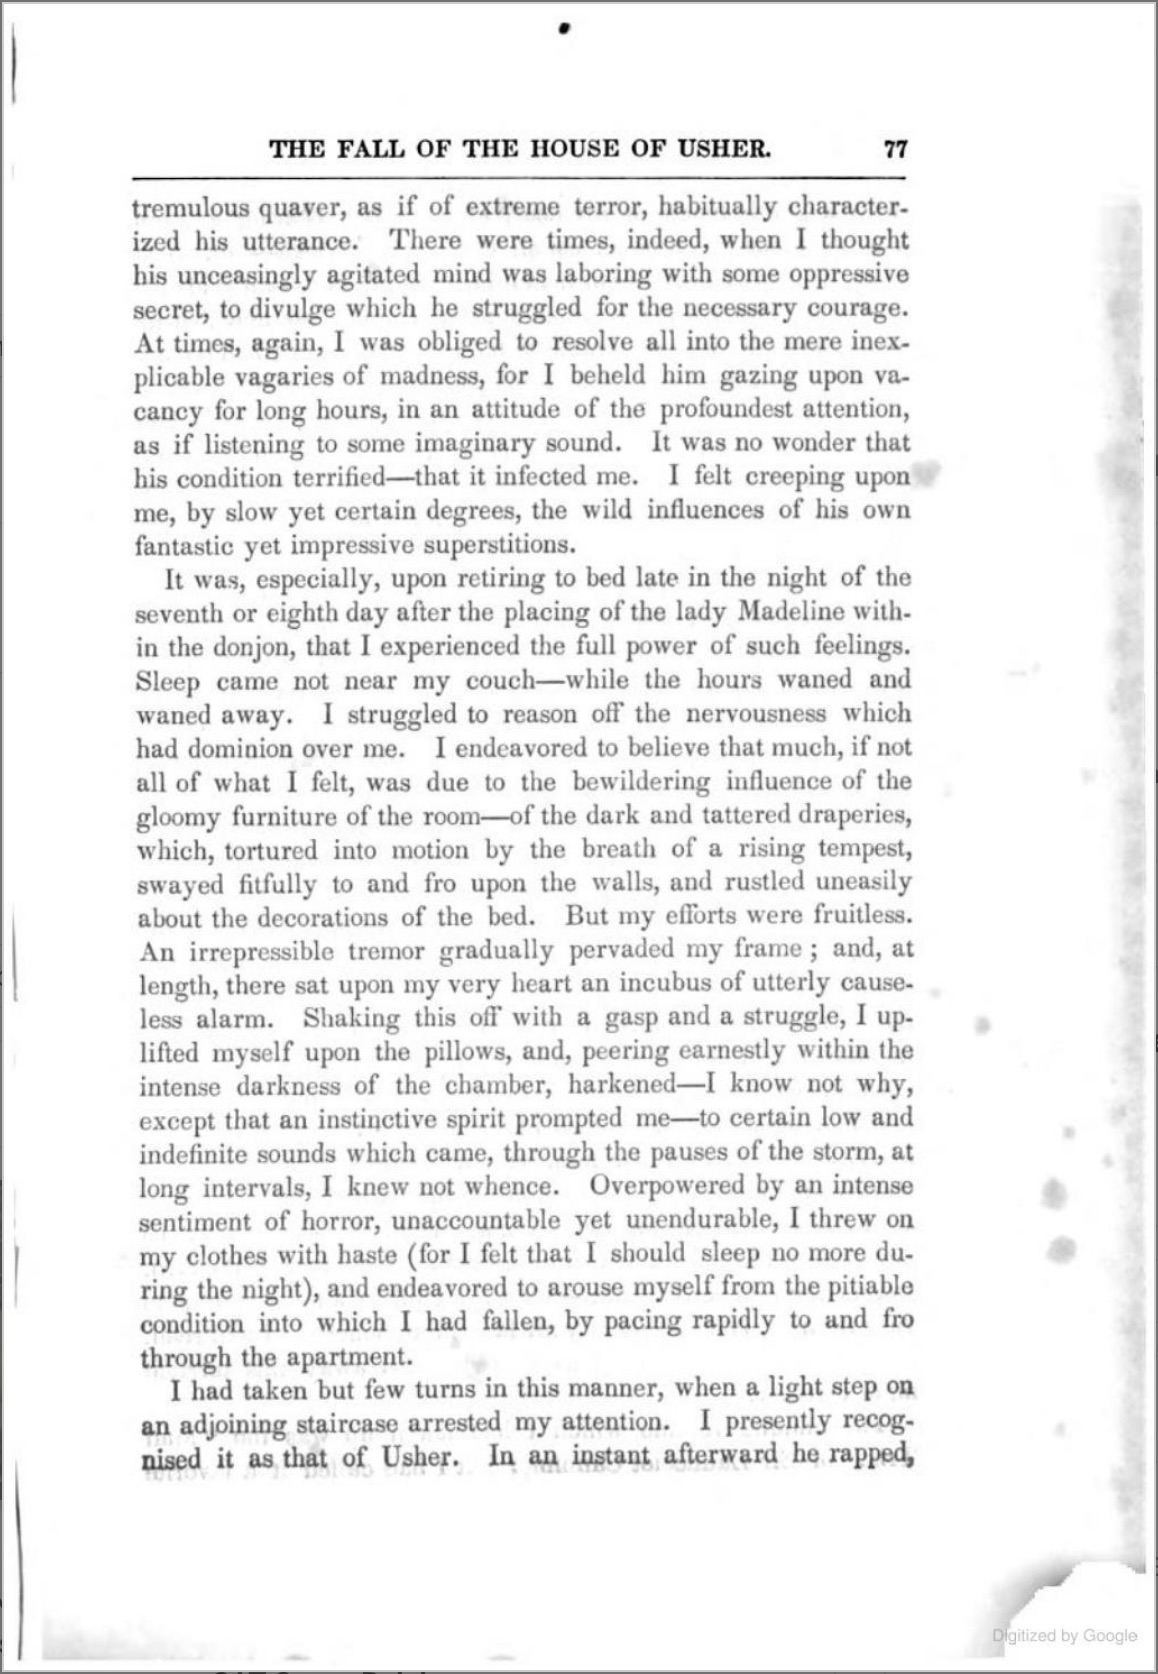 THE FALL OF THE HOUSE OF USHER. 77
tremulous quaver, as if of extreme terror, habitually character-
ized his utterance. There were times, indeed, when I thought
his unceasingly agitated mind was laboring with some oppressive
secret, to divulge which he struggled for the necessary courage.
At times, again, I was obliged to resolve all into the mere inex-
plicable vagaries of madness, for I beheld him gazing upon va-
cancy for long hours, in an attitude of the profoundest attention,
as if listening to some imaginary sound. It was no wonder that
his condition terrified—that it infected me. I felt creeping upon
me, by slow yet certain degrees, the wild influences of his own
fantastic yet impressive superstitions.
It was, especially, upon retiring to bed late in the night of the
seventh or eighth day after the placing of the lady Madeline with-
in the donjon, that I experienced the full power of such feelings.
Sleep came not near my couch—while the hours waned and
waned away. I struggled to reason off the nervousness which
had dominion over me. I endeavored to believe that much, if not
all of what I felt, was due to the bewildering influence of the
gloomy furniture of the room—of the dark and tattered draperies,
which, tortured into motion by the breath of a rising tempest,
swayed fitfully to and fro upon the walls, and rustled uneasily
about the decorations of the bed. But my efforts were fruitless.
An irrepressible tremor gradually pervaded my frame ; and, at
length, there sat upon my very heart an incubus of utterly cause-
less alarm. Shaking this off with a gasp and a struggle, I up-
lifted myself upon the pillows, and, peering earnestly within the
intense darkness of the chamber, harkened—I know not why,
except that an instinctive spirit prompted me—to certain low and
indefinite sounds which came, through the pauses of the storm, at
long intervals, I knew not whence. Overpowered by an intense
sentiment of horror, unaccountable yet unendurable, I threw on
my clothes with haste (for I felt that I should sleep no more du-
ring the night), and endeavored to arouse myself from the pitiable
condition into which I had fallen, by pacing rapidly to and fro
through the apartment.
I had taken but few turns in this manner, when a light step on
an adjoining staircase arrested my attention. I presently recog-
nised it as that of Usher. In an instant afterward he rapped,
Digitized by Google